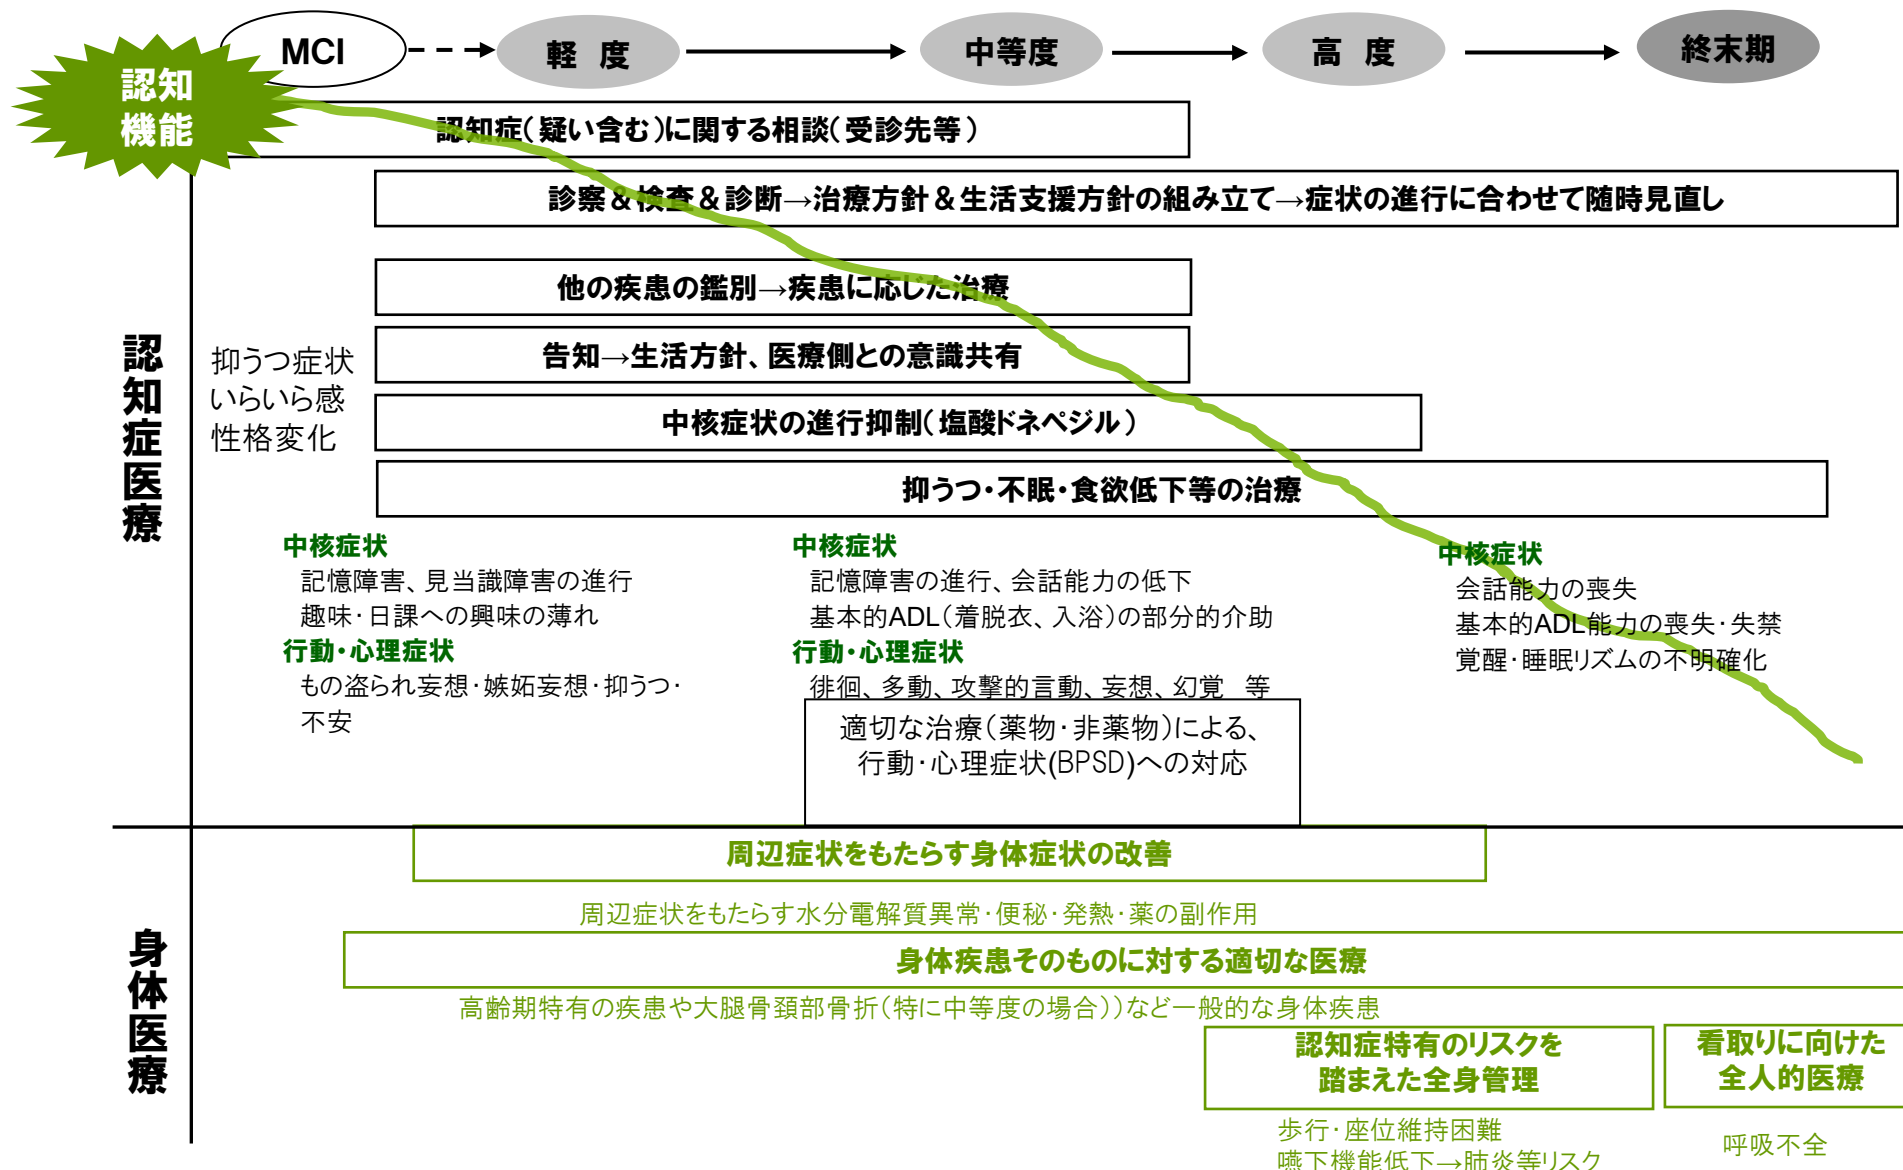 MCI
軽 度
中等度
高 度
終末期
認知
機能
認知症（疑い含む）に関する相談（受診先等）
診察＆検査＆診断→治療方針＆生活支援方針の組み立て→症状の進行に合わせて随時見直し
他の疾患の鑑別→疾患に応じた治療
告知→生活方針、医療側との意識共有
中核症状の進行抑制（塩酸ドネペジル）
抑うつ・不眠・食欲低下等の治療
認知症医療
抑うつ症状
いらいら感
性格変化
中核症状
記憶障害、見当識障害の進行
趣味・日課への興味の薄れ
行動・心理症状
もの盗られ妄想・嫉妬妄想・抑うつ・
不安
中核症状
記憶障害の進行、会話能力の低下
基本的ADL（着脱衣、入浴）の部分的介助
行動・心理症状
徘徊、多動、攻撃的言動、妄想、幻覚　等
適切な治療（薬物・非薬物）による、
行動・心理症状(BPSD)への対応
中核症状
会話能力の喪失
基本的ADL能力の喪失・失禁
覚醒・睡眠リズムの不明確化
身体医療
周辺症状をもたらす身体症状の改善
周辺症状をもたらす水分電解質異常・便秘・発熱・薬の副作用
身体疾患そのものに対する適切な医療
高齢期特有の疾患や大腿骨頚部骨折（特に中等度の場合））など一般的な身体疾患
認知症特有のリスクを
踏まえた全身管理
歩行・座位維持困難
嚥下機能低下→肺炎等リスク
看取りに向けた
全人的医療
呼吸不全